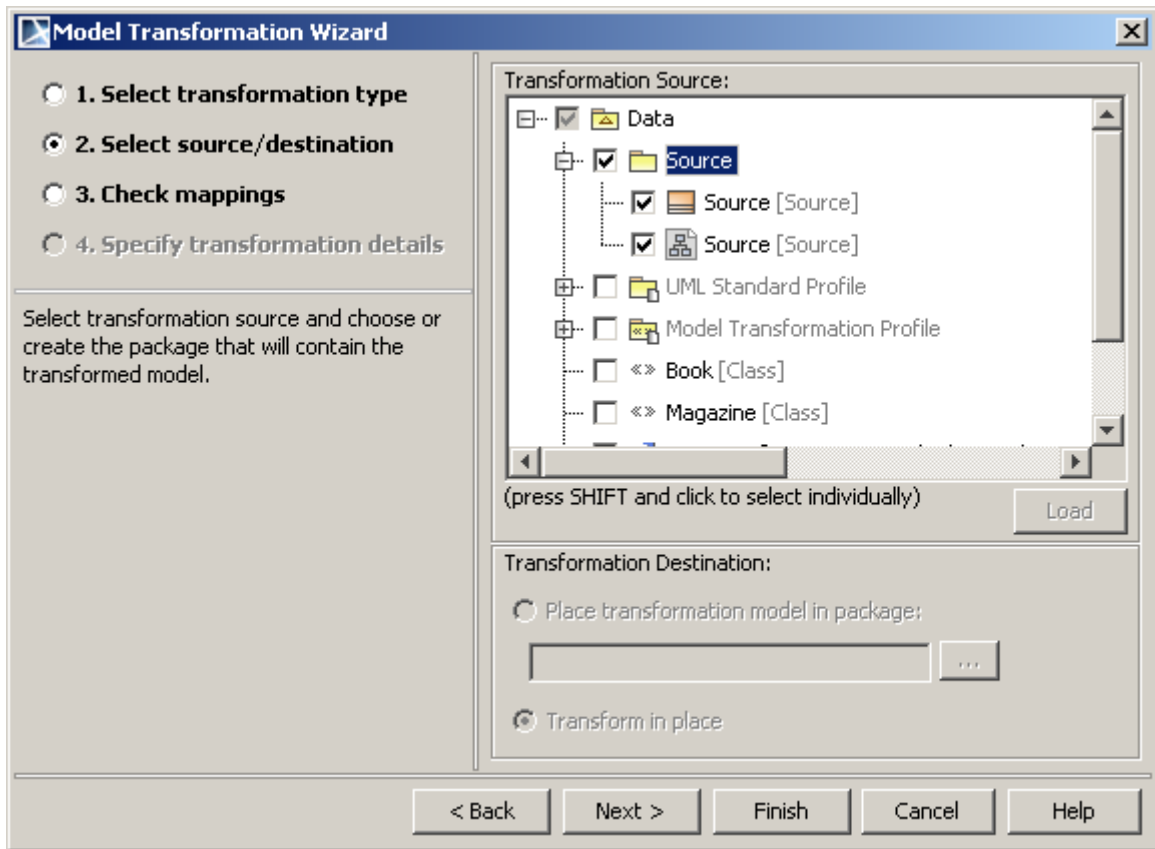 Model Transformation Wizard
1. Select transformation type
2. Select source/destination
3. Check mappings
4. Specify transformation details
Select transformation source and choose or
create the package that will contain the
transformed model.
Transformation Source:
Data
Source
Source [Source]
Source [Source]
UML Standard Profile
Model Transformation Profile
«» Book [Class]
«» Magazine [Class]
(press SHIFT and click to select individually)
Load
Transformation Destination:
Place transformation model in package:
...
Transform in place
< Back
Next >
Finish
Cancel
Help